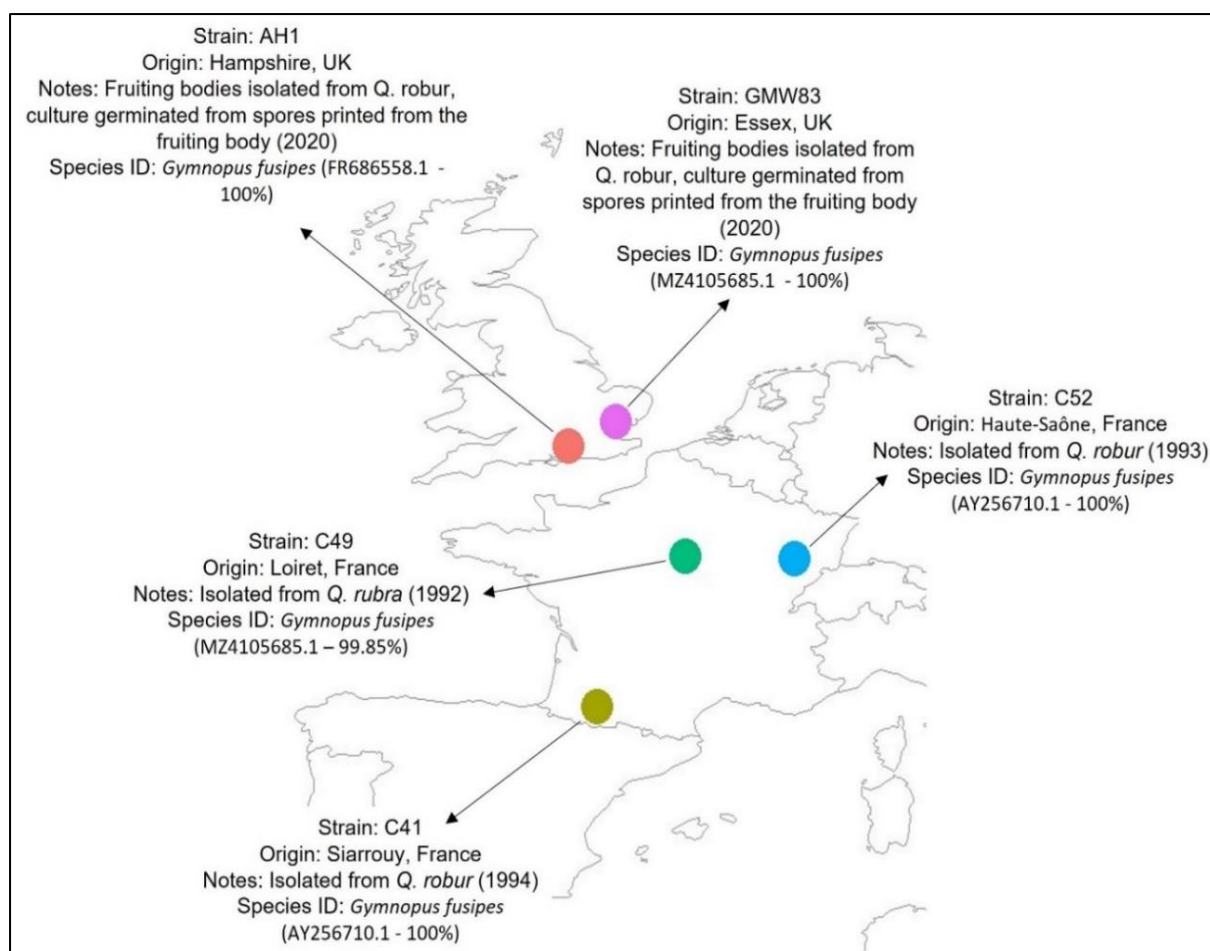 Strain: AH1
Origin: Hampshire, UK
Notes: Fruiting bodies isolated from Q. robur,
culture germinated from spores printed from the
fruiting body (2020)
Species ID: Gymnopus fusipes (FR686558.1 -
100%)
Strain: GMW83
Origin: Essex, UK
Notes: Fruiting bodies isolated from
Q. robur, culture germinated from
spores printed from the fruiting body
(2020)
Species ID: Gymnopus fusipes
(MZ4105685.1 - 100%)
Strain: C52
Origin: Haute-Saône, France
Notes: Isolated from Q. robur (1993)
Species ID: Gymnopus fusipes
(AY256710.1 - 100%)
Strain: C49
Origin: Loiret, France
Notes: Isolated from Q. rubra (1992)
Species ID: Gymnopus fusipes
(MZ4105685.1 – 99.85%)
Strain: C41
Origin: Siarrouy, France
Notes: Isolated from Q. robur (1994)
Species ID: Gymnopus fusipes
(AY256710.1 - 100%)